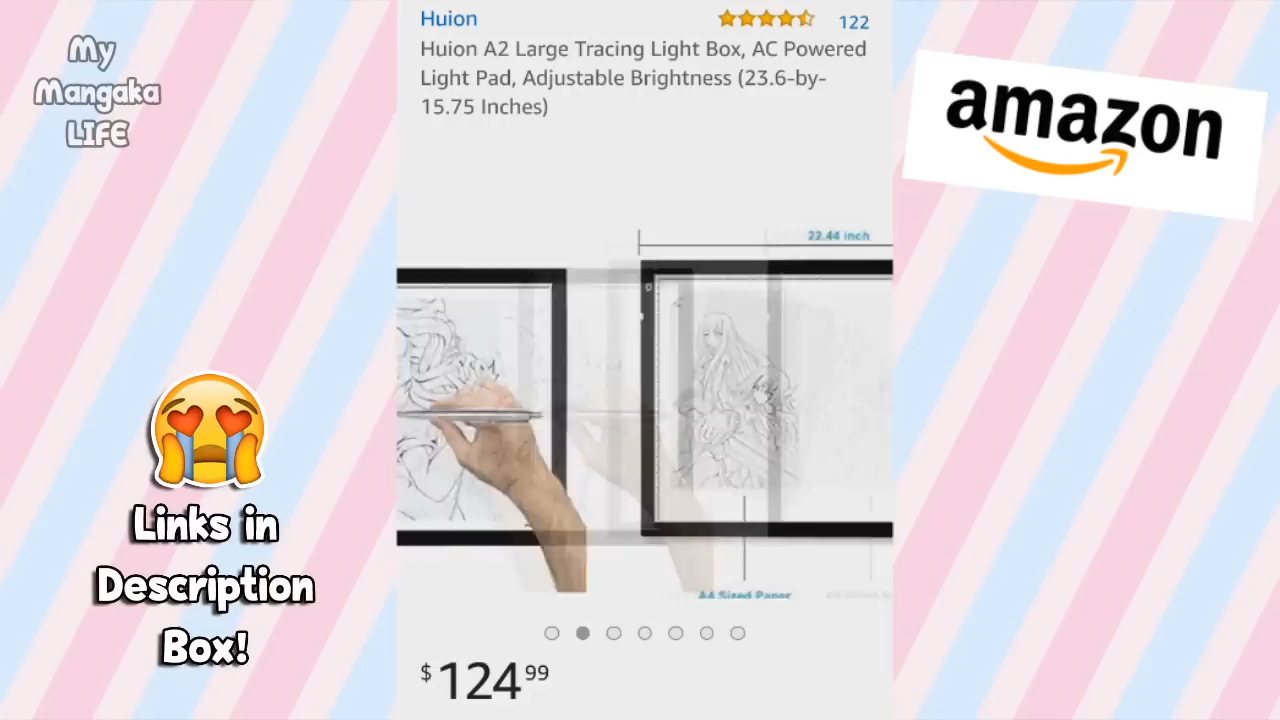 My
Mangaka
LIFE
Huion
122
Huion A2 Large Tracing Light Box, AC Powered
Light Pad, Adjustable Brightness (23.6-by-
15.75 Inches)
amazon
22.44 inch
A4 Sized Paper
$124.99
Links in
Description
Box!